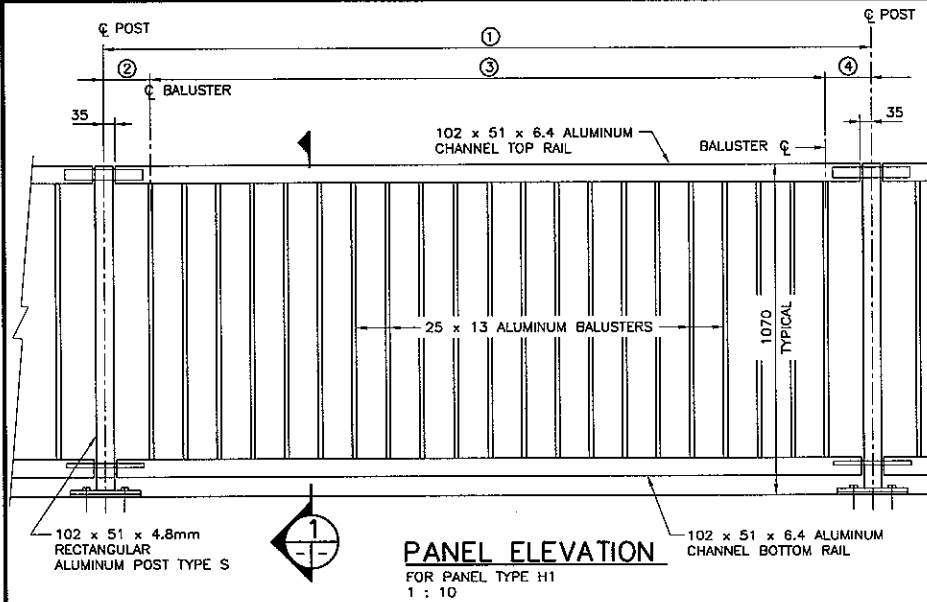 ℄ POST
℄ POST
①
②
③
④
℄ BALUSTER
35
35
102 x 51 x 6.4 ALUMINUM
CHANNEL TOP RAIL
BALUSTER ℄
25 x 13 ALUMINUM BALUSTERS
1070
TYPICAL
102 x 51 x 4.8mm
RECTANGULAR
ALUMINUM POST TYPE S
1
-
-
102 x 51 x 6.4 ALUMINUM
CHANNEL BOTTOM RAIL
PANEL ELEVATION
FOR PANEL TYPE H1
1 : 10